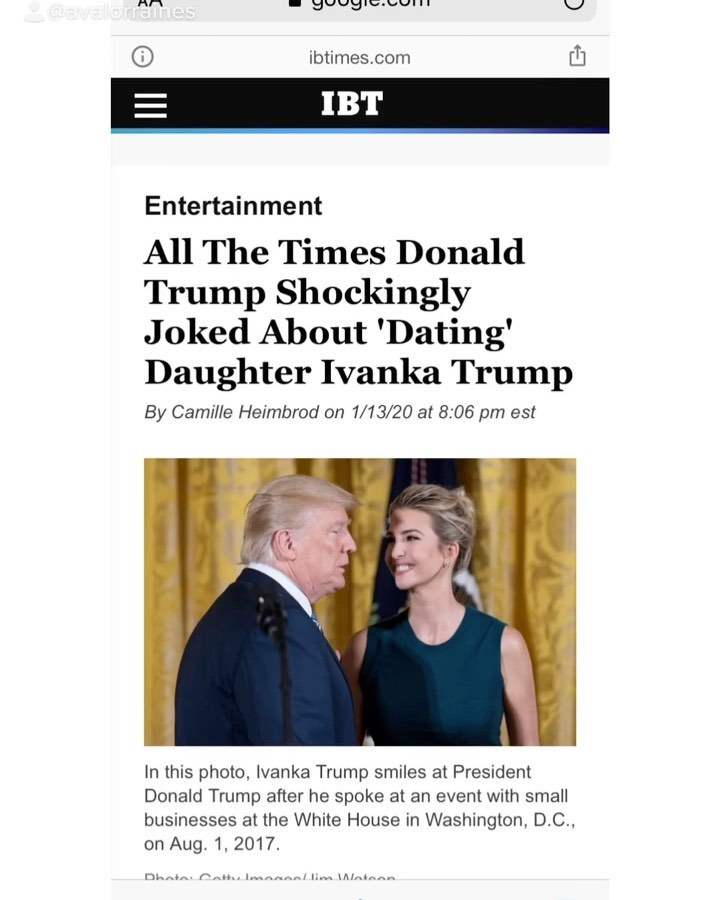 @avalorraines
AA
google.com
ibtimes.com
IBT
Entertainment
All The Times Donald
Trump Shockingly
Joked About 'Dating'
Daughter Ivanka Trump
By Camille Heimbrod on 1/13/20 at 8:06 pm est
In this photo, Ivanka Trump smiles at President
Donald Trump after he spoke at an event with small
businesses at the White House in Washington, D.C.,
on Aug. 1, 2017.
Photo: Getty Images/Jim Watson